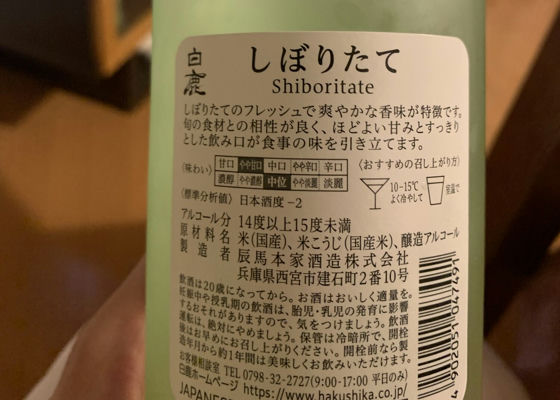 白鹿
しぼりたて
Shiboritate
しぼりたてのフレッシュで爽やかな香味が特徴です。
旬の食材との相性が良く、ほどよい甘みとすっきり
とした飲み口が食事の味を引き立てます。
〈味わい〉 甘口 やや甘口 中口 やや辛口 辛口
濃醇 やや濃醇 中位 やや淡麗 淡麗
〈おすすめの召し上がり方〉
10~15℃ よく冷やして
室温で
〈標準分析値〉 日本酒度 -2
アルコール分 14度以上15度未満
原材料名 米(国産)、米こうじ(国産米)、醸造アルコール
製造者 辰馬本家酒造株式会社
兵庫県西宮市建石町2番10号
飲酒は20歳になってから。お酒はおいしく適量を。
妊娠中や授乳期の飲酒は、胎児・乳児の発育に影響
するおそれがありますので、気をつけましょう。飲酒
運転は、絶対にやめましょう。保管は冷暗所で、開栓
後はお早めにお召し上がりください。開栓前なら製
造年月から約1年間は美味しくお飲みいただけます。
お客様相談室 TEL 0798-32-2727(9:00-17:00 平日のみ)
白鹿ホームページ https://www.hakushika.co.jp/
JAPANES
4 902051 041491